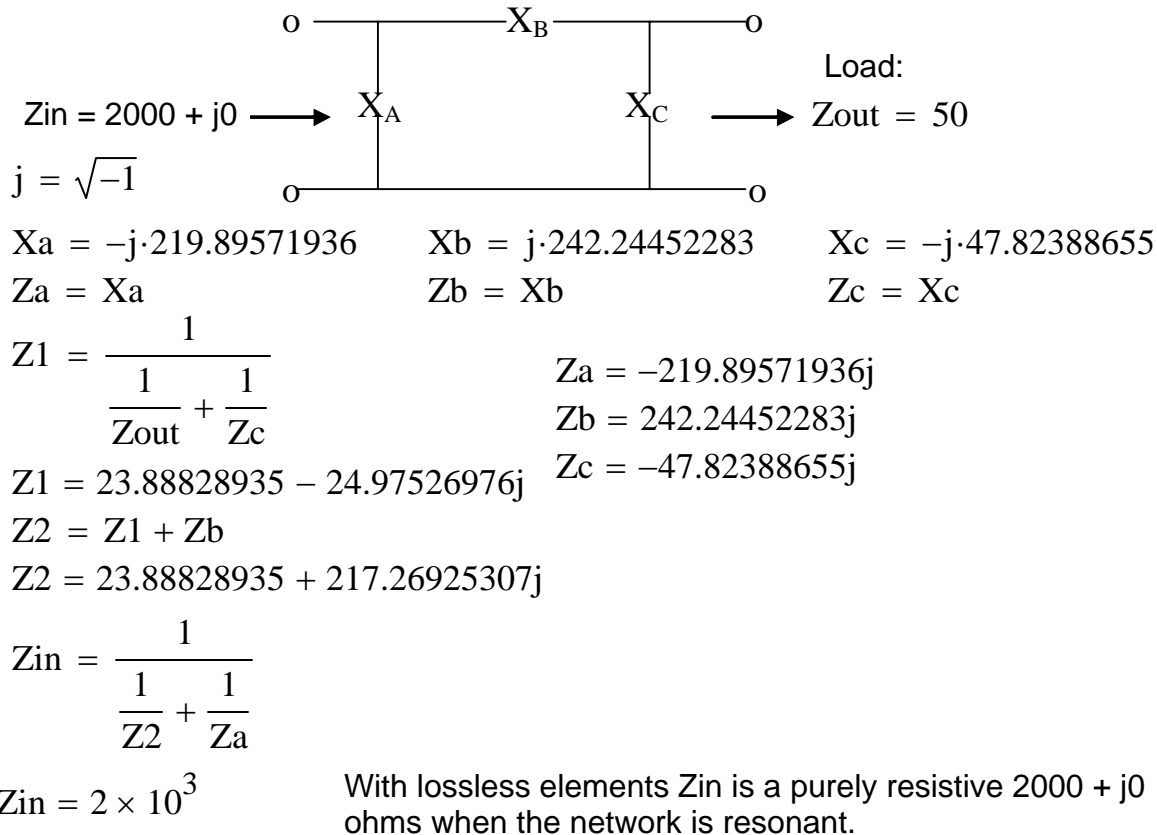 o X_B o
Load:
Zin = 2000 + j0 X_A X_C Zout = 50
j = √−1
o o
Xa = −j·219.89571936 Xb = j·242.24452283 Xc = −j·47.82388655
Za = Xa Zb = Xb Zc = Xc
Z1 = 1 / (1/Zout + 1/Zc)
Za = −219.89571936j
Zb = 242.24452283j
Zc = −47.82388655j
Z1 = 23.88828935 − 24.97526976j
Z2 = Z1 + Zb
Z2 = 23.88828935 + 217.26925307j
Zin = 1 / (1/Z2 + 1/Za)
Zin = 2 × 10^3
With lossless elements Zin is a purely resistive 2000 + j0
ohms when the network is resonant.